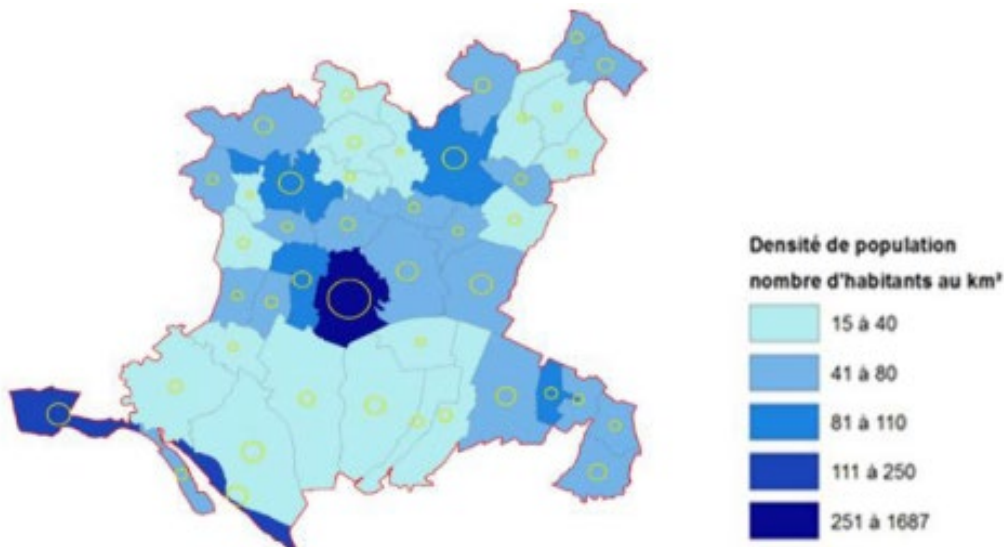 Densité de population
nombre d'habitants au km²
15 à 40
41 à 80
81 à 110
111 à 250
251 à 1687